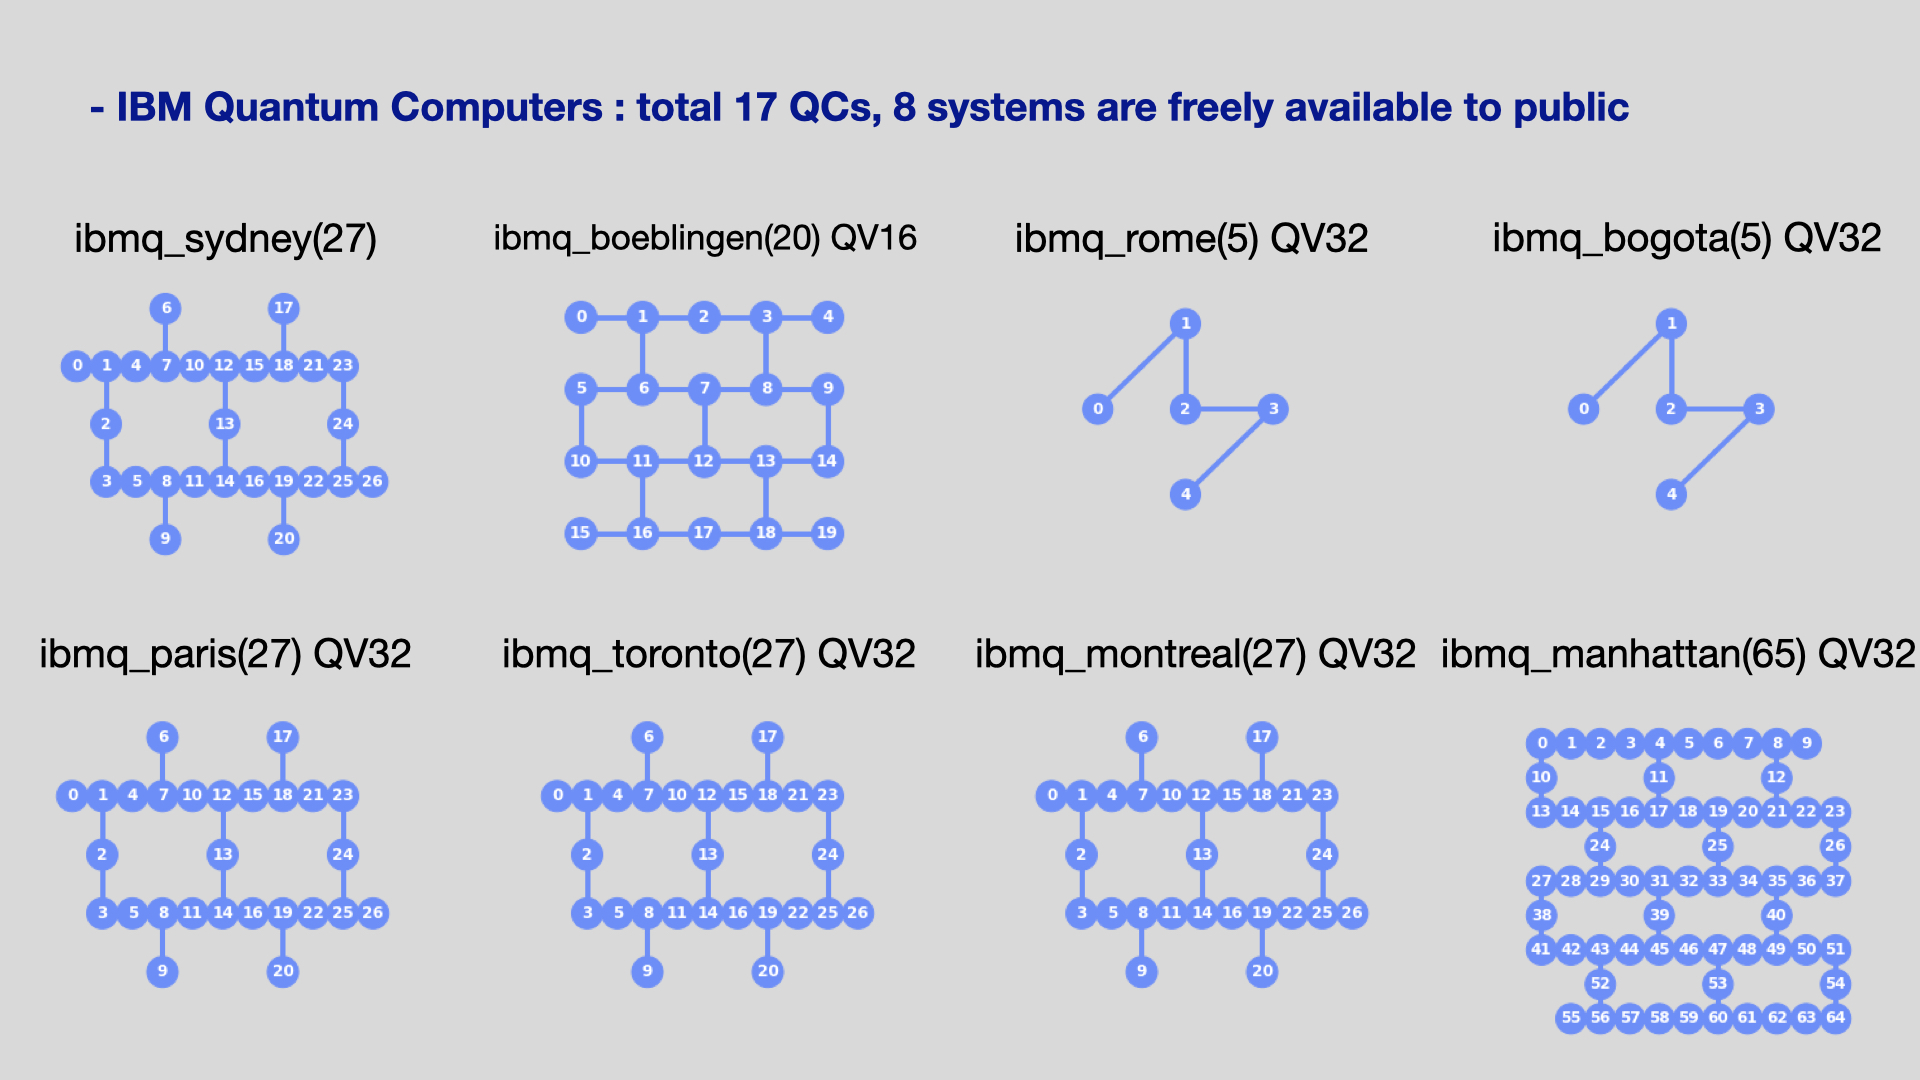 - IBM Quantum Computers : total 17 QCs, 8 systems are freely available to public
ibmq_sydney(27)
6 17
0 1 4 7 10 12 15 18 21 23
2 13 24
3 5 8 11 14 16 19 22 25 26
9 20
ibmq_boeblingen(20) QV16
0 1 2 3 4
5 6 7 8 9
10 11 12 13 14
15 16 17 18 19
ibmq_rome(5) QV32
1
0 2 3
4
ibmq_bogota(5) QV32
1
0 2 3
4
ibmq_paris(27) QV32
6 17
0 1 4 7 10 12 15 18 21 23
2 13 24
3 5 8 11 14 16 19 22 25 26
9 20
ibmq_toronto(27) QV32
6 17
0 1 4 7 10 12 15 18 21 23
2 13 24
3 5 8 11 14 16 19 22 25 26
9 20
ibmq_montreal(27) QV32
6 17
0 1 4 7 10 12 15 18 21 23
2 13 24
3 5 8 11 14 16 19 22 25 26
9 20
ibmq_manhattan(65) QV32
0 1 2 3 4 5 6 7 8 9
10 11 12
13 14 15 16 17 18 19 20 21 22 23
24 25 26
27 28 29 30 31 32 33 34 35 36 37
38 39 40
41 42 43 44 45 46 47 48 49 50 51
52 53 54
55 56 57 58 59 60 61 62 63 64